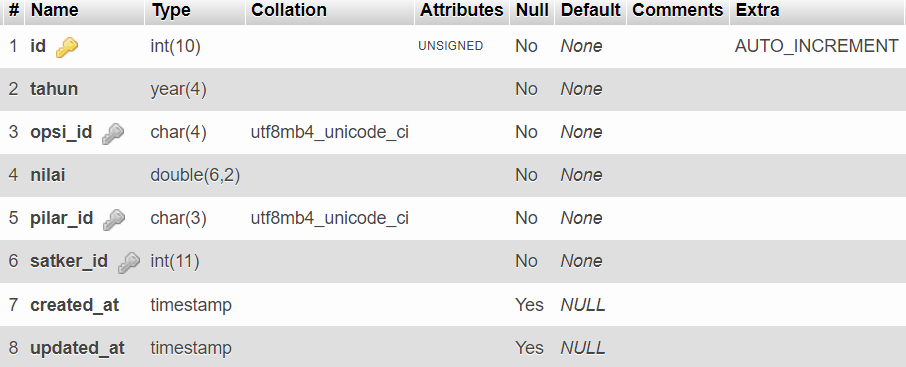 # Name Type Collation Attributes Null Default Comments Extra
1 id int(10) UNSIGNED No None AUTO_INCREMENT
2 tahun year(4) No None
3 opsi_id char(4) utf8mb4_unicode_ci No None
4 nilai double(6,2) No None
5 pilar_id char(3) utf8mb4_unicode_ci No None
6 satker_id int(11) No None
7 created_at timestamp Yes NULL
8 updated_at timestamp Yes NULL